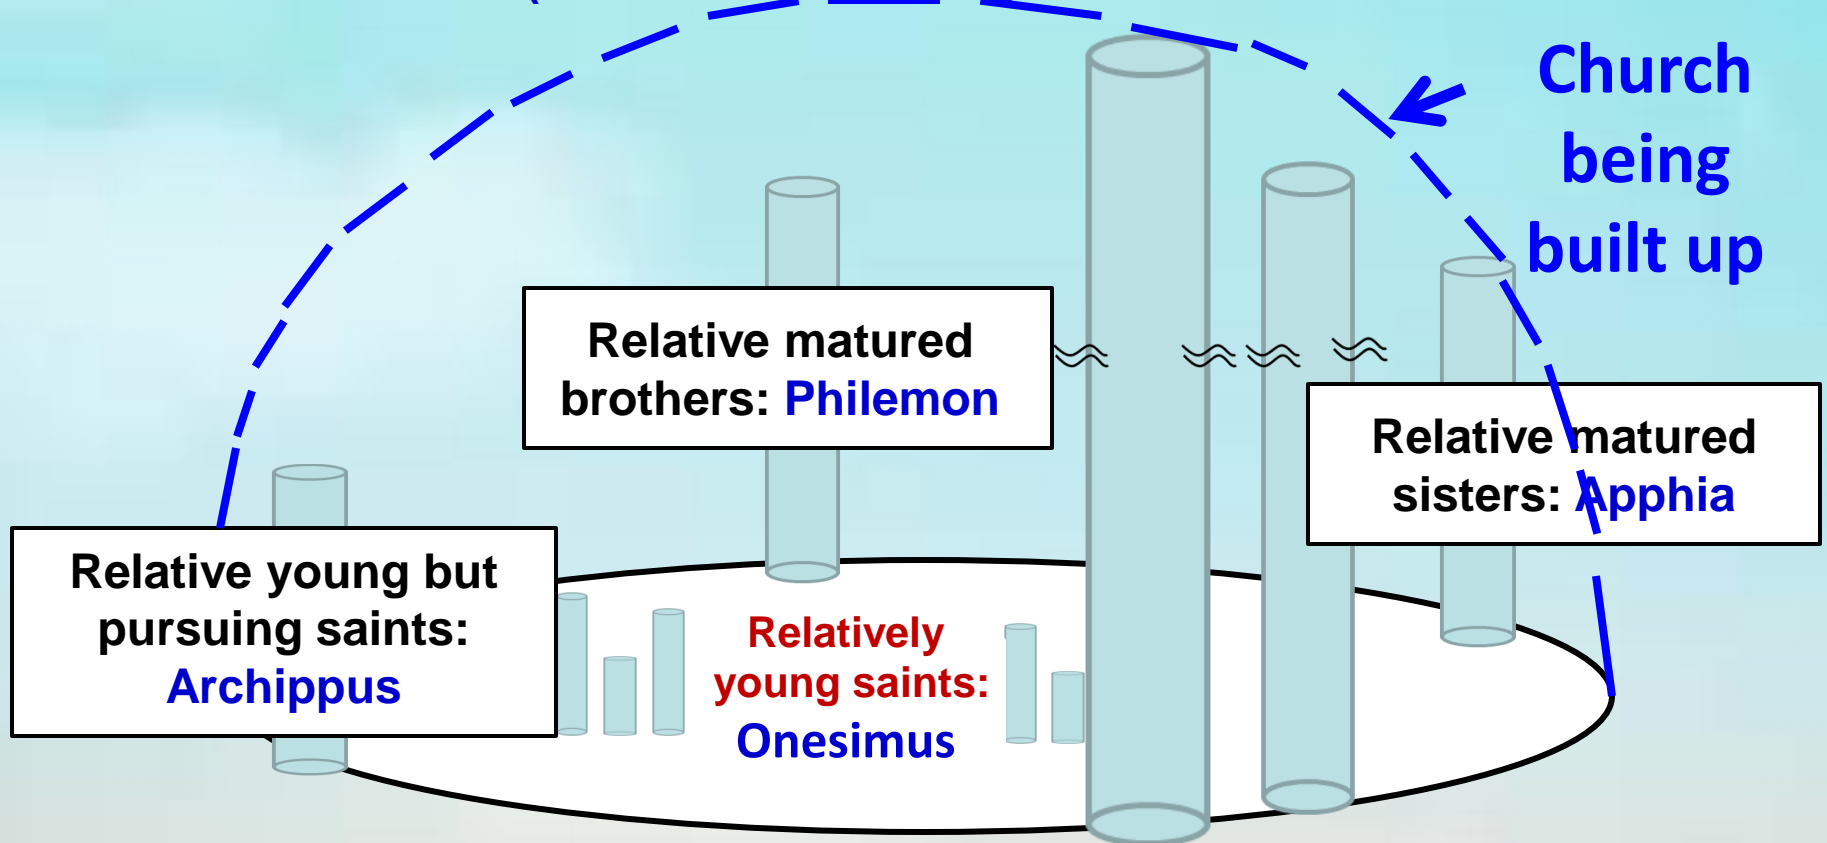 Church
being
built up
Relative matured
brothers: Philemon
Relative matured
sisters: Apphia
Relative young but
pursuing saints:
Archippus
Relatively
young saints:
Onesimus